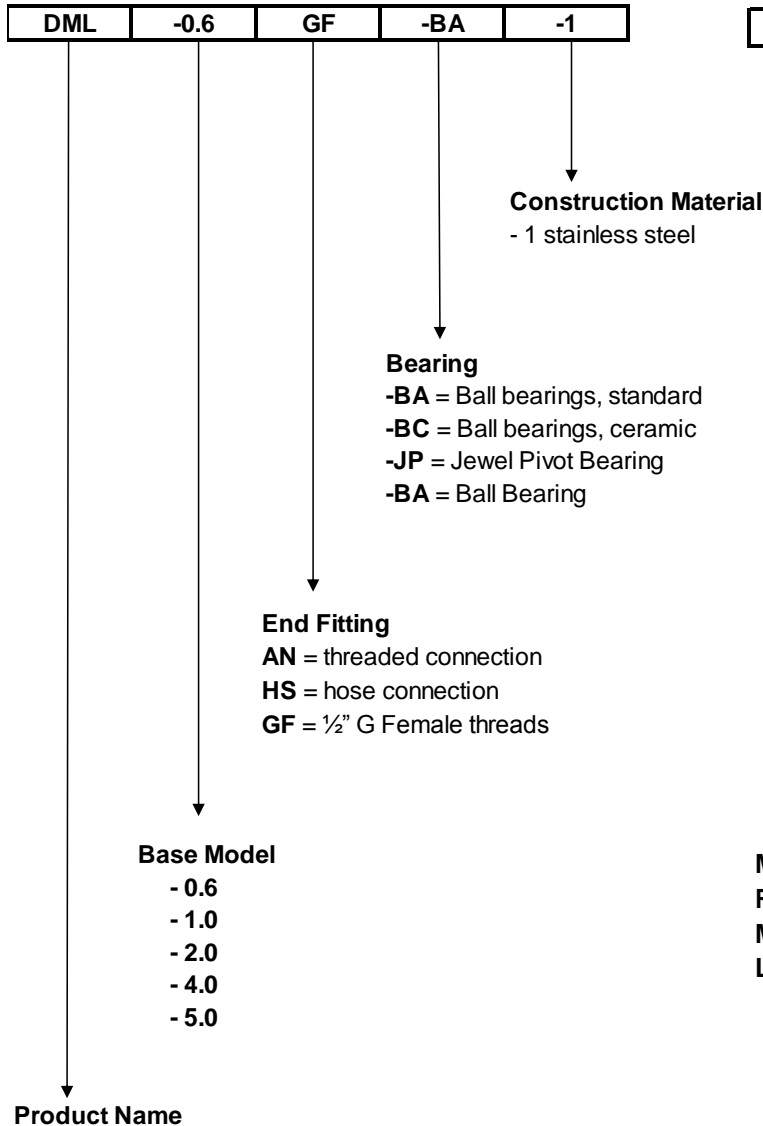 DML -0.6 GF -BA -1
Construction Material
- 1 stainless steel
Bearing
-BA = Ball bearings, standard
-BC = Ball bearings, ceramic
-JP = Jewel Pivot Bearing
-BA = Ball Bearing
End Fitting
AN = threaded connection
HS = hose connection
GF = ½” G Female threads
Base Model
- 0.6
- 1.0
- 2.0
- 4.0
- 5.0
Product Name